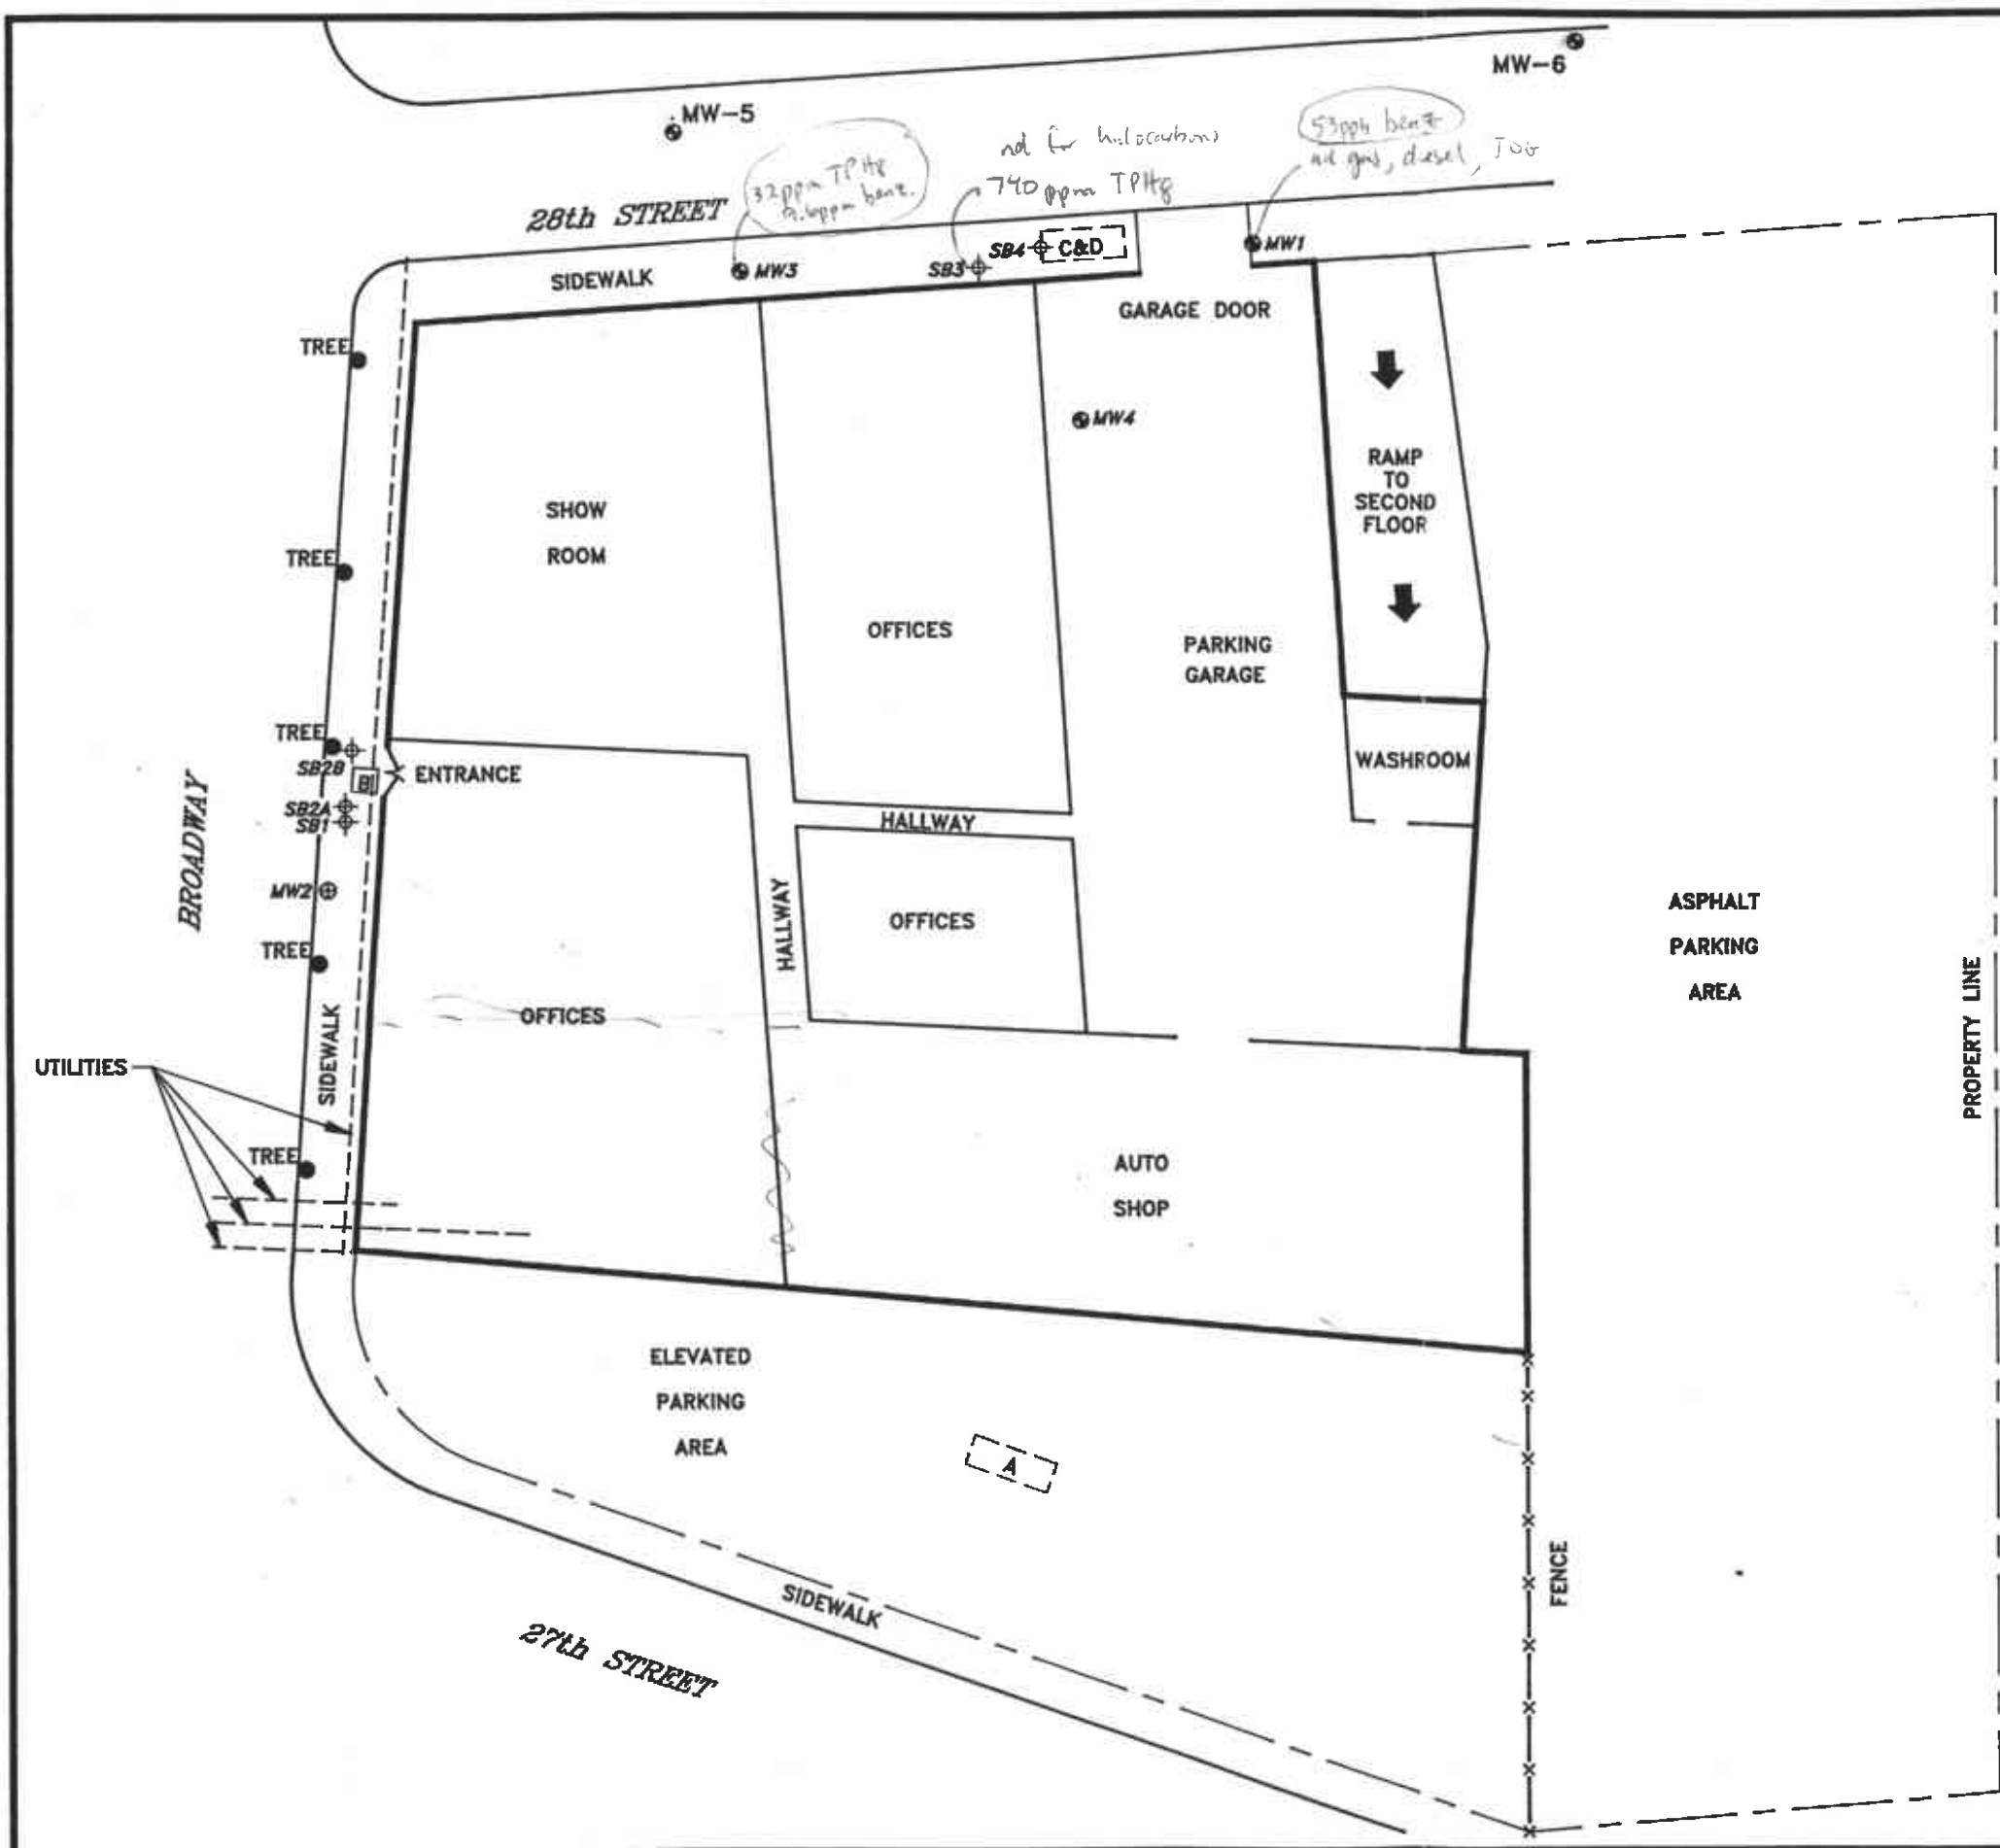 MW-6
MW-5
53ppb benz
nd gas, diesel, TOG
nd for halocarbons
740 ppm TPHg
32ppm TPHg
ppm benz.
28th STREET
SB4
C&D
MW1
SIDEWALK
MW3
SB3
GARAGE DOOR
TREE
MW4
RAMP
TO
SECOND
FLOOR
SHOW
ROOM
TREE
OFFICES
PARKING
GARAGE
TREE
SB2B
B
ENTRANCE
WASHROOM
SB2A
SB1
HALLWAY
BROADWAY
MW2
HALLWAY
OFFICES
ASPHALT
PARKING
AREA
TREE
OFFICES
SIDEWALK
PROPERTY LINE
UTILITIES
TREE
AUTO
SHOP
ELEVATED
PARKING
AREA
A
FENCE
SIDEWALK
27th STREET